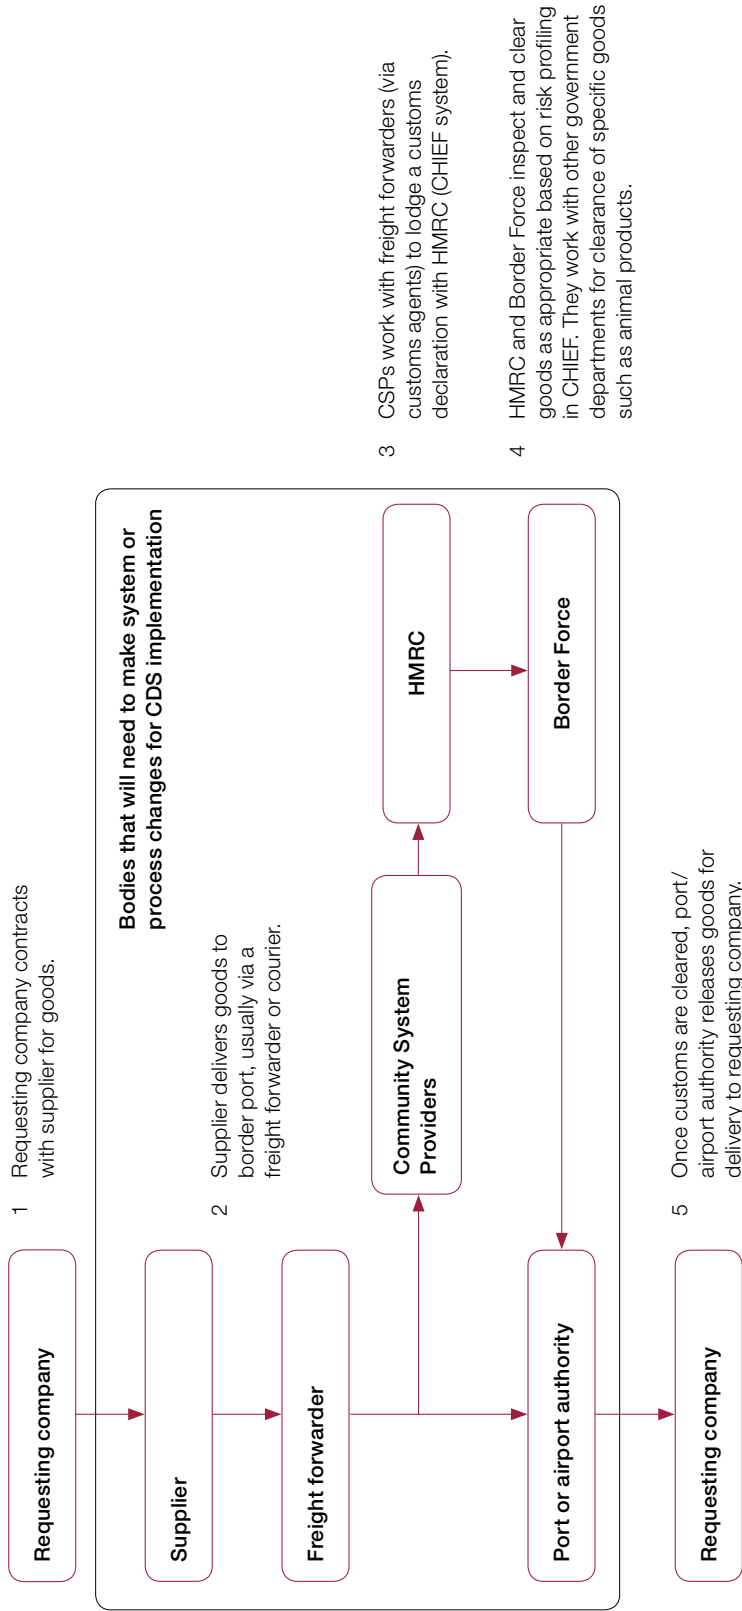 Requesting company
1 Requesting company contracts
with supplier for goods.
Bodies that will need to make system or
process changes for CDS implementation
Supplier
2 Supplier delivers goods to
border port, usually via a
freight forwarder or courier.
Freight forwarder
Community System
Providers
HMRC
3 CSPs work with freight forwarders (via
customs agents) to lodge a customs
declaration with HMRC (CHIEF system).
Port or airport authority
Border Force
4 HMRC and Border Force inspect and clear
goods as appropriate based on risk profiling
in CHIEF. They work with other government
departments for clearance of specific goods
such as animal products.
Requesting company
5 Once customs are cleared, port/
airport authority releases goods for
delivery to requesting company.